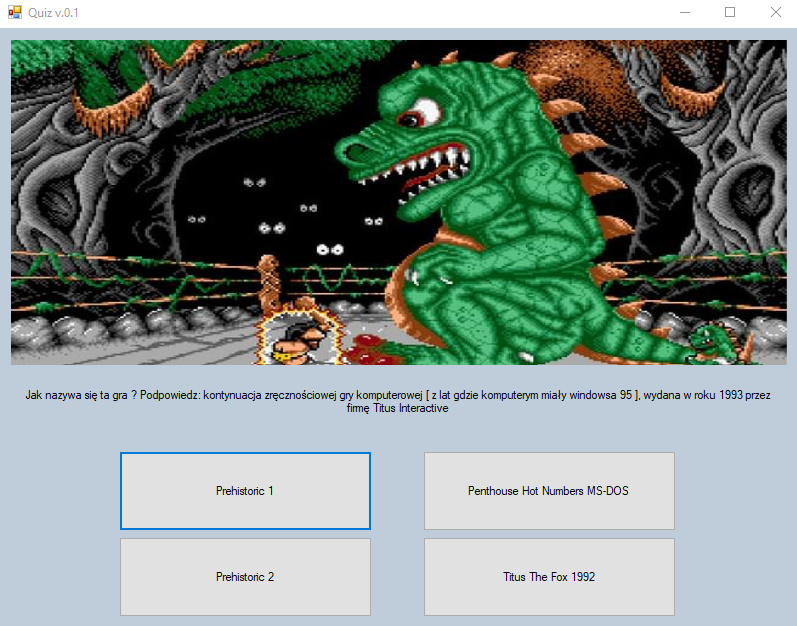 Quiz v.0.1
Jak nazywa się ta gra ? Podpowiedz: kontynuacja zręcznościowej gry komputerowej [ z lat gdzie komputerym miały windowsa 95 ], wydana w roku 1993 przez
firmę Titus Interactive
Prehistoric 1
Penthouse Hot Numbers MS-DOS
Prehistoric 2
Titus The Fox 1992